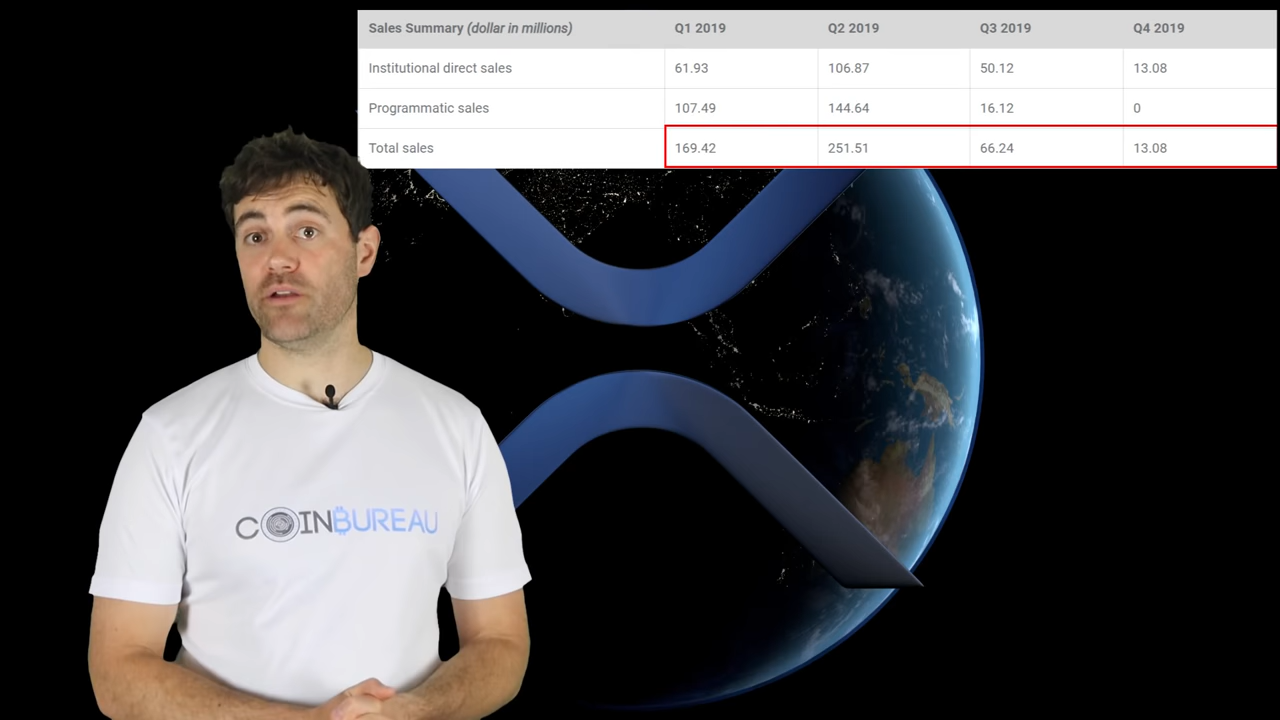 Sales Summary (dollar in millions) Q1 2019 Q2 2019 Q3 2019 Q4 2019
Institutional direct sales 61.93 106.87 50.12 13.08
Programmatic sales 107.49 144.64 16.12 0
Total sales 169.42 251.51 66.24 13.08
COINBUREAU